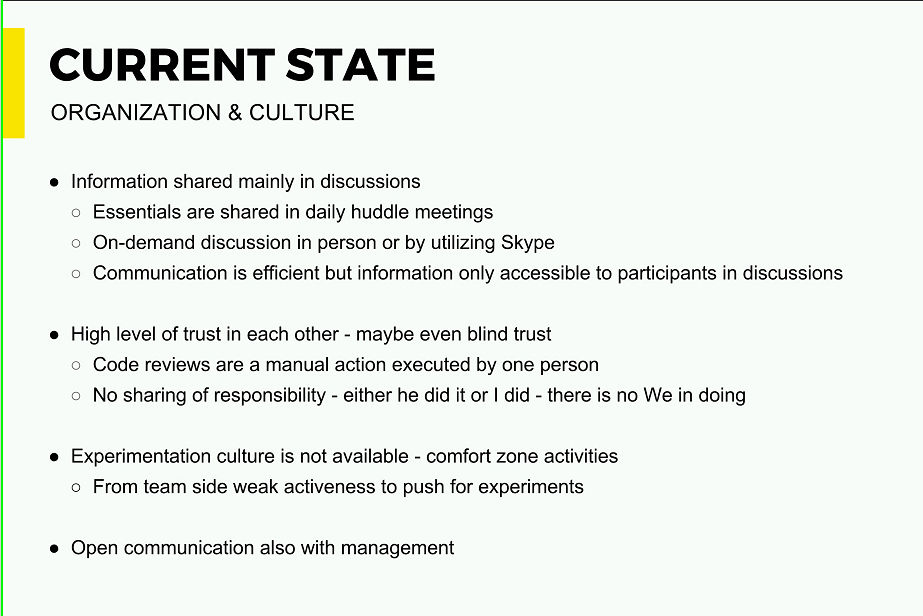 CURRENT STATE
ORGANIZATION & CULTURE
● Information shared mainly in discussions
○ Essentials are shared in daily huddle meetings
○ On-demand discussion in person or by utilizing Skype
○ Communication is efficient but information only accessible to participants in discussions
● High level of trust in each other - maybe even blind trust
○ Code reviews are a manual action executed by one person
○ No sharing of responsibility - either he did it or I did - there is no We in doing
● Experimentation culture is not available - comfort zone activities
○ From team side weak activeness to push for experiments
● Open communication also with management